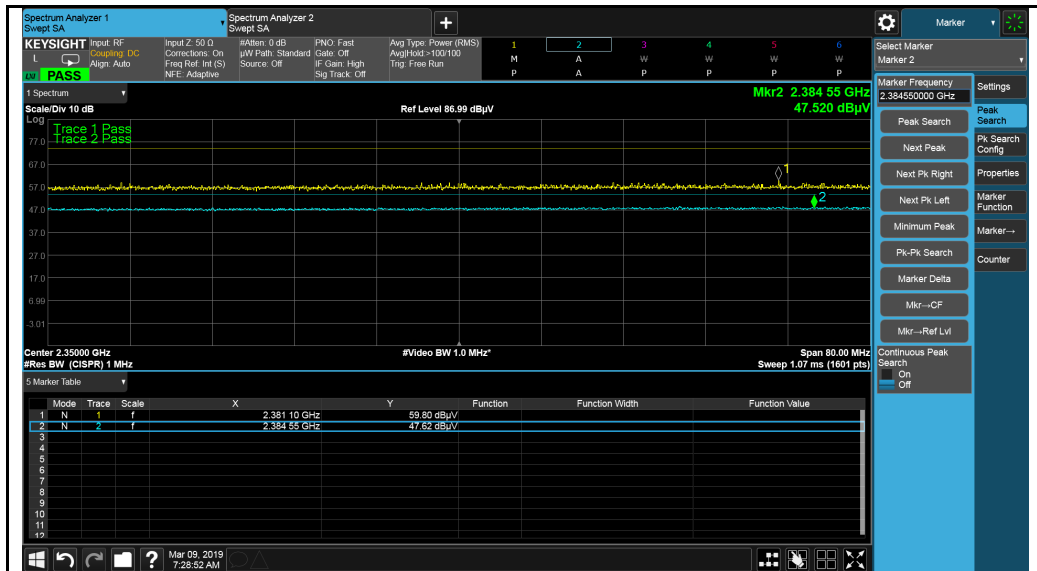 Spectrum Analyzer 1
Swept SA
Spectrum Analyzer 2
Swept SA
+
Marker
KEYSIGHT
L
LXI PASS
Input: RF
Coupling: DC
Align: Auto
Input Z: 50 Ω
Corrections: On
Freq Ref: Int (S)
NFE: Adaptive
#Atten: 0 dB
µW Path: Standard
Source: Off
PNO: Fast
Gate: Off
IF Gain: High
Sig Track: Off
Avg Type: Power (RMS)
Avg|Hold:>100/100
Trig: Free Run
1 2 3 4 5 6
M A W W W W
P A P P P P
Select Marker
Marker 2
1 Spectrum
Scale/Div 10 dB
Log
Ref Level 86.99 dBµV
Mkr2 2.384 55 GHz
47.520 dBµV
Trace 1 Pass
Trace 2 Pass
77.0
67.0
57.0
47.0
37.0
27.0
17.0
6.99
-3.01
1
2
Center 2.35000 GHz
#Res BW (CISPR) 1 MHz
#Video BW 1.0 MHz*
Span 80.00 MHz
Sweep 1.07 ms (1601 pts)
5 Marker Table
Mode Trace Scale X Y Function Function Width Function Value
1 N 1 f 2.381 10 GHz 59.80 dBµV
2 N 2 f 2.384 55 GHz 47.62 dBµV
3
4
5
6
7
8
9
10
11
12
Marker Frequency
2.384550000 GHz
Peak Search
Next Peak
Next Pk Right
Next Pk Left
Minimum Peak
Pk-Pk Search
Marker Delta
Mkr→CF
Mkr→Ref Lvl
Continuous Peak
Search
On
Off
Settings
Peak
Search
Pk Search
Config
Properties
Marker
Function
Marker→
Counter
?
Mar 09, 2019
7:28:52 AM